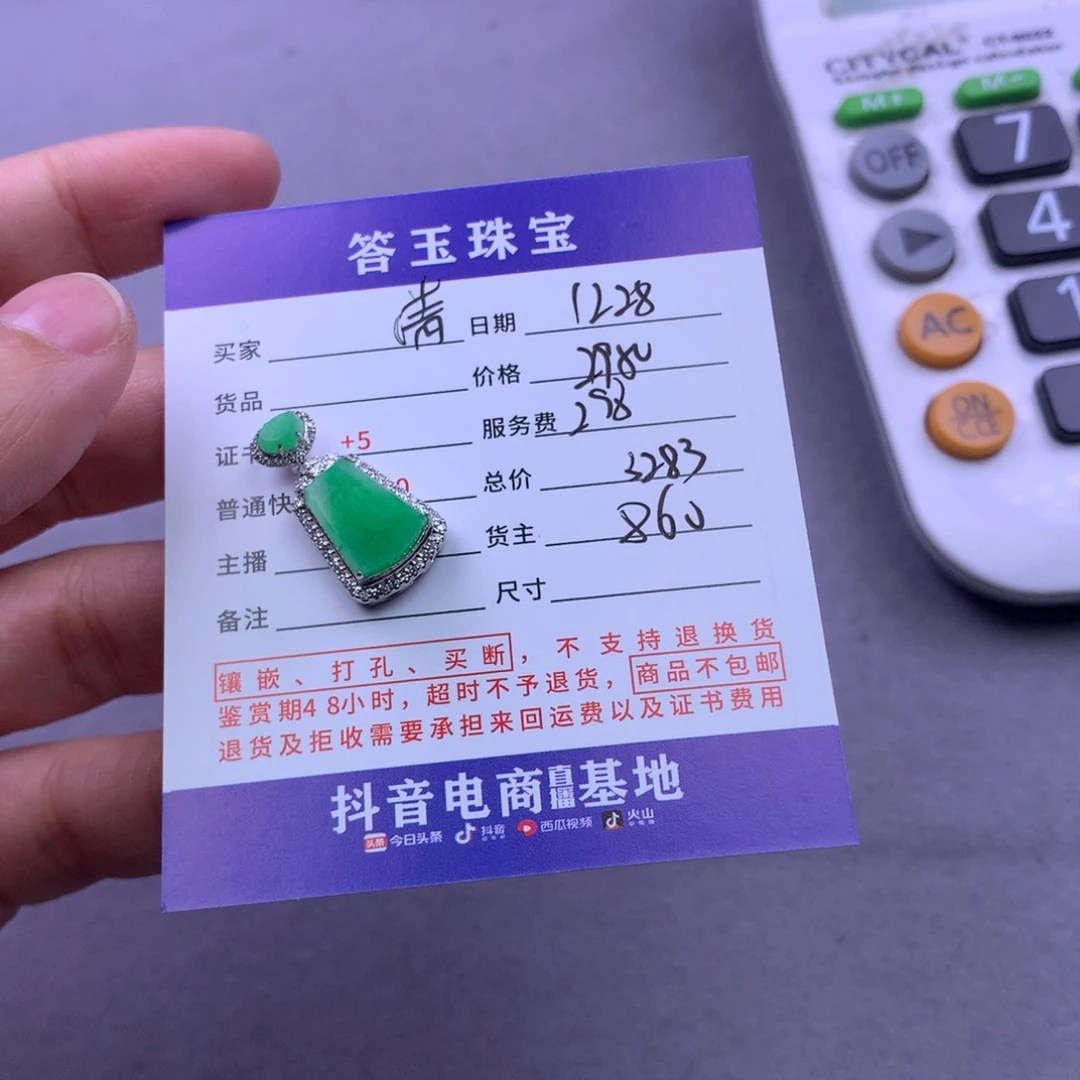 CITYCAL
M+ M-
OFF 7
4
AC 1
ON
C/CE
答玉珠宝
买家 日期 1228
货品 价格 2980
证书 +5 服务费 298
普通快 0 总价 3283
主播 货主 860
备注 尺寸
镶嵌、打孔、买断，不支持退换货
鉴赏期48小时，超时不予退货，商品不包邮
退货及拒收需要承担来回运费以及证书费用
抖音电商直播基地
头条 今日头条 抖音 西瓜视频 火山